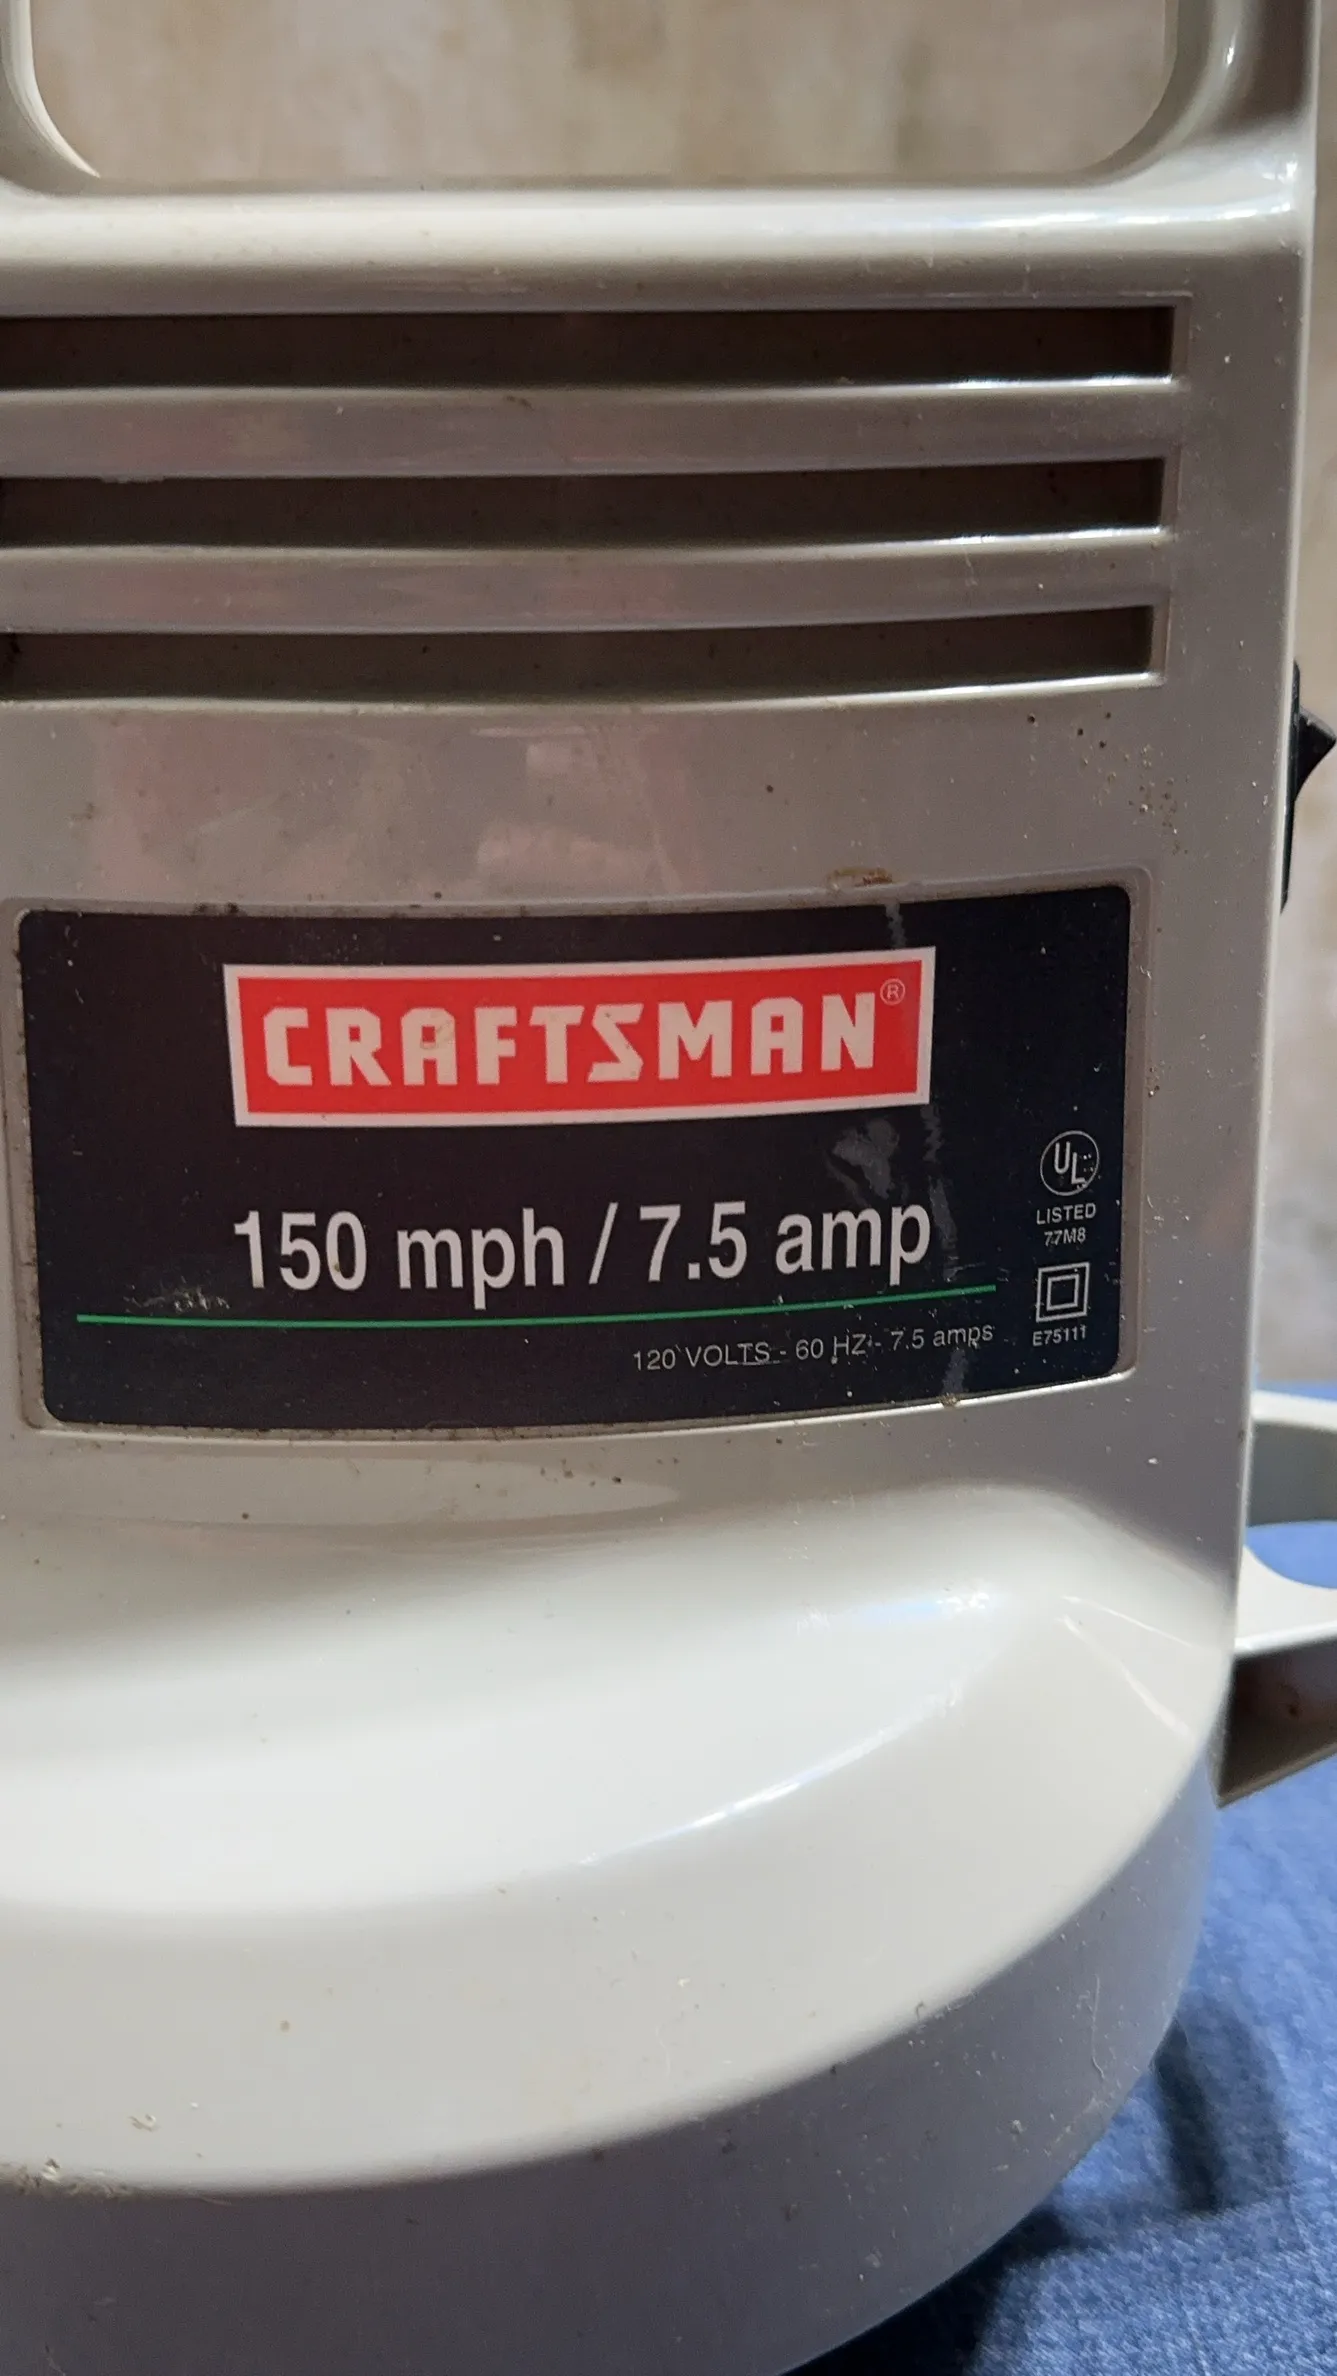 CRAFTSMAN®
150 mph / 7.5 amp
120 VOLTS - 60 HZ - 7.5 amps
UL
LISTED
77M8
E75111